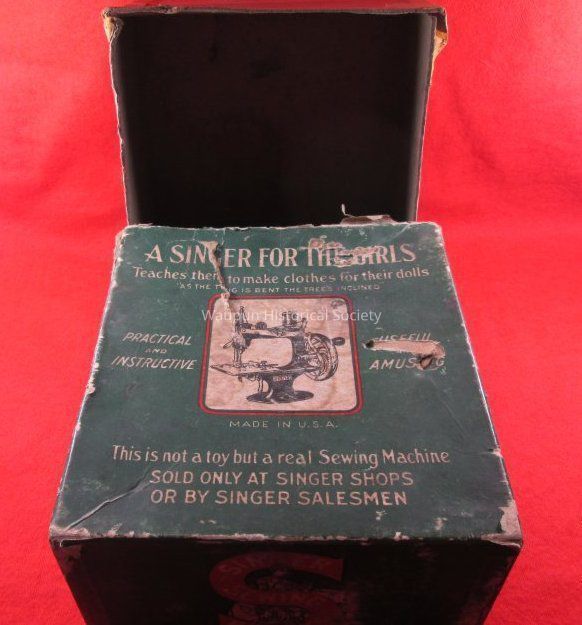 A SINGER FOR THE GIRLS
Teaches them to make clothes for their dolls
"AS THE TWIG IS BENT THE TREE'S INCLINED"
Waupun Historical Society
PRACTICAL
AND
INSTRUCTIVE
USEFUL
AMUSING
MADE IN U.S.A.
This is not a toy but a real Sewing Machine
SOLD ONLY AT SINGER SHOPS
OR BY SINGER SALESMEN
S